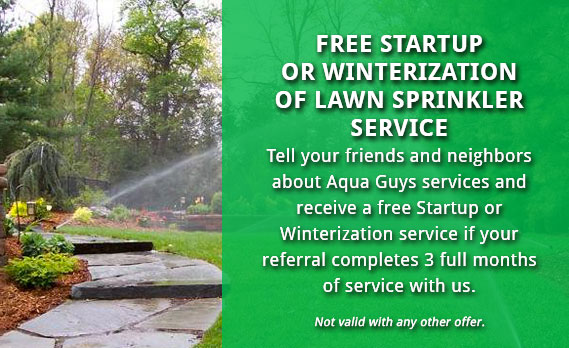 FREE STARTUP
OR WINTERIZATION
OF LAWN SPRINKLER
SERVICE
Tell your friends and neighbors
about Aqua Guys services and
receive a free Startup or
Winterization service if your
referral completes 3 full months
of service with us.
Not valid with any other offer.